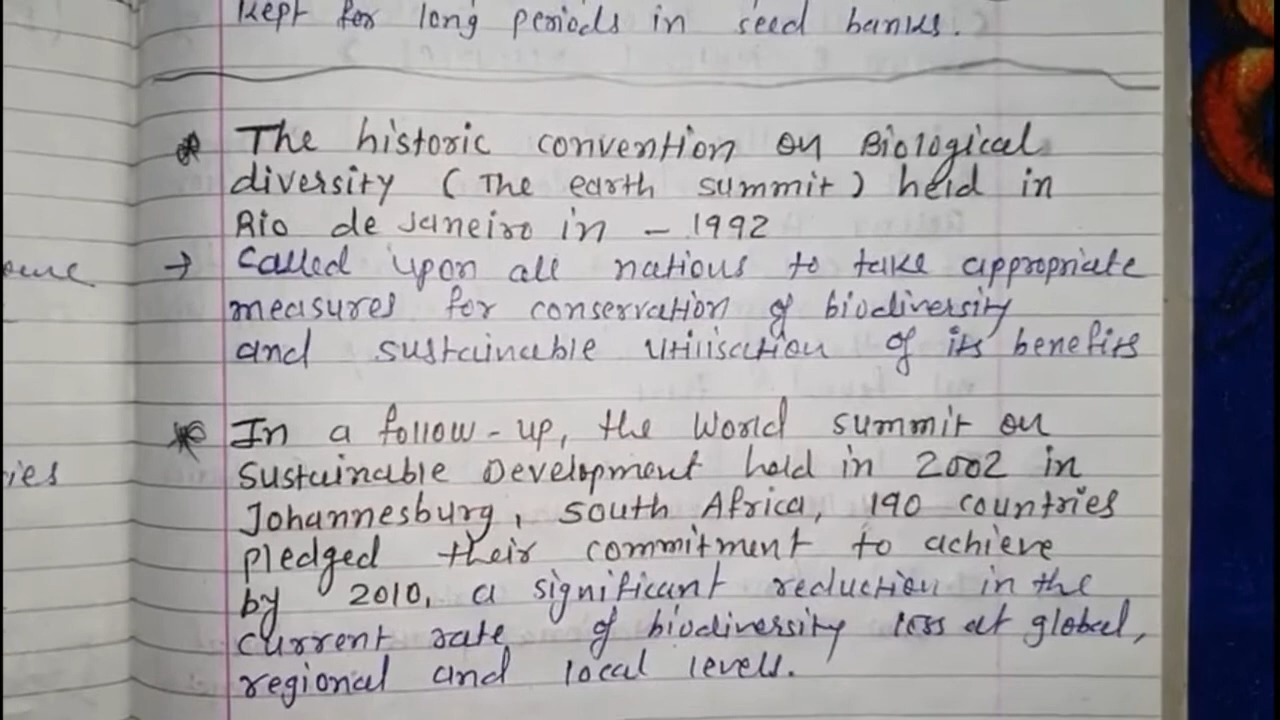 kept for long periods in seed banks.
* The historic convention on Biological
diversity (The earth summit) held in
Rio de Janeiro in - 1992
→ called upon all nations to take appropriate
measures for conservation of biodiversity
and sustainable utilisation of its benefits
* In a follow-up, the World summit on
Sustainable Development held in 2002 in
Johannesburg, South Africa, 190 countries
pledged their commitment to achieve
by 2010, a significant reduction in the
current rate of biodiversity loss at global,
regional and local levels.